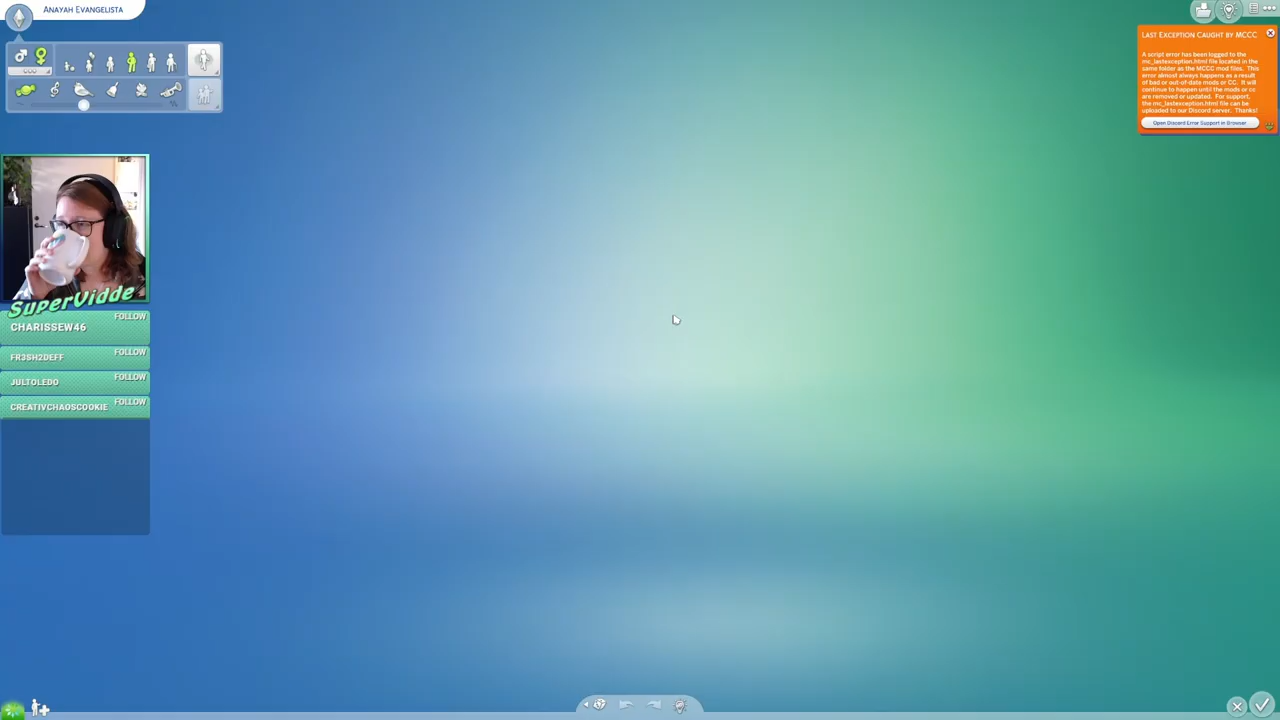 ANAYAH EVANGELISTA
LAST EXCEPTION CAUGHT BY MCCC
A script error has been logged to the
mc_lastexception.html file located in the
same folder as the MCCC mod files. This
error almost always happens as a result
of bad or out-of-date mods or CC. It will
continue to happen until the mods or cc
are removed or updated. For support,
the mc_lastexception.html file can be
uploaded to our Discord server. Thanks!
Open Discord Error Support in Browser
SUPERVIDDE
FOLLOW
CHARISSEW46
FOLLOW
FR3SH2DEFF
FOLLOW
JULTOLEDO
FOLLOW
CREATIVCHAOSCOOKIE